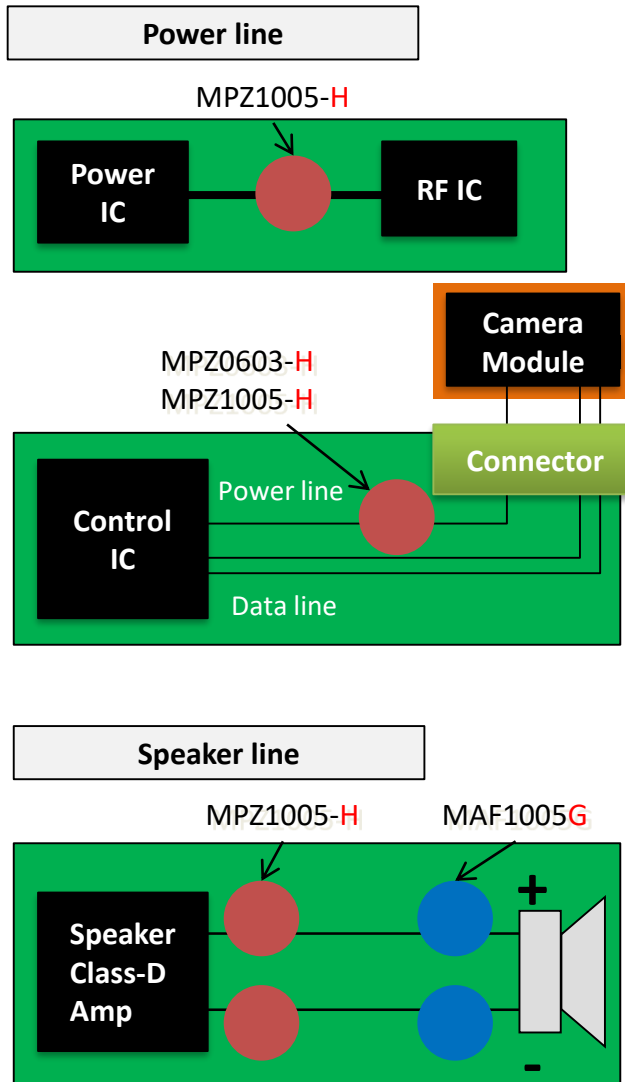 Power line
MPZ1005-H
Power
IC
RF IC
Camera
Module
MPZ0603-H
MPZ1005-H
Connector
Power line
Control
IC
Data line
Speaker line
MPZ1005-H
MAF1005G
+
Speaker
Class-D
Amp
-